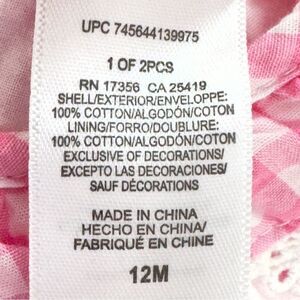 UPC 745644139975
1 OF 2PCS
RN 17356 CA 25419
SHELL/EXTERIOR/ENVELOPPE:
100% COTTON/ALGODÓN/COTON
LINING/FORRO/DOUBLURE:
100% COTTON/ALGODÓN/COTON
EXCLUSIVE OF DECORATIONS/
EXCEPTO LAS DECORACIONES/
SAUF DÉCORATIONS
MADE IN CHINA
HECHO EN CHINA/
FABRIQUÉ EN CHINE
12M